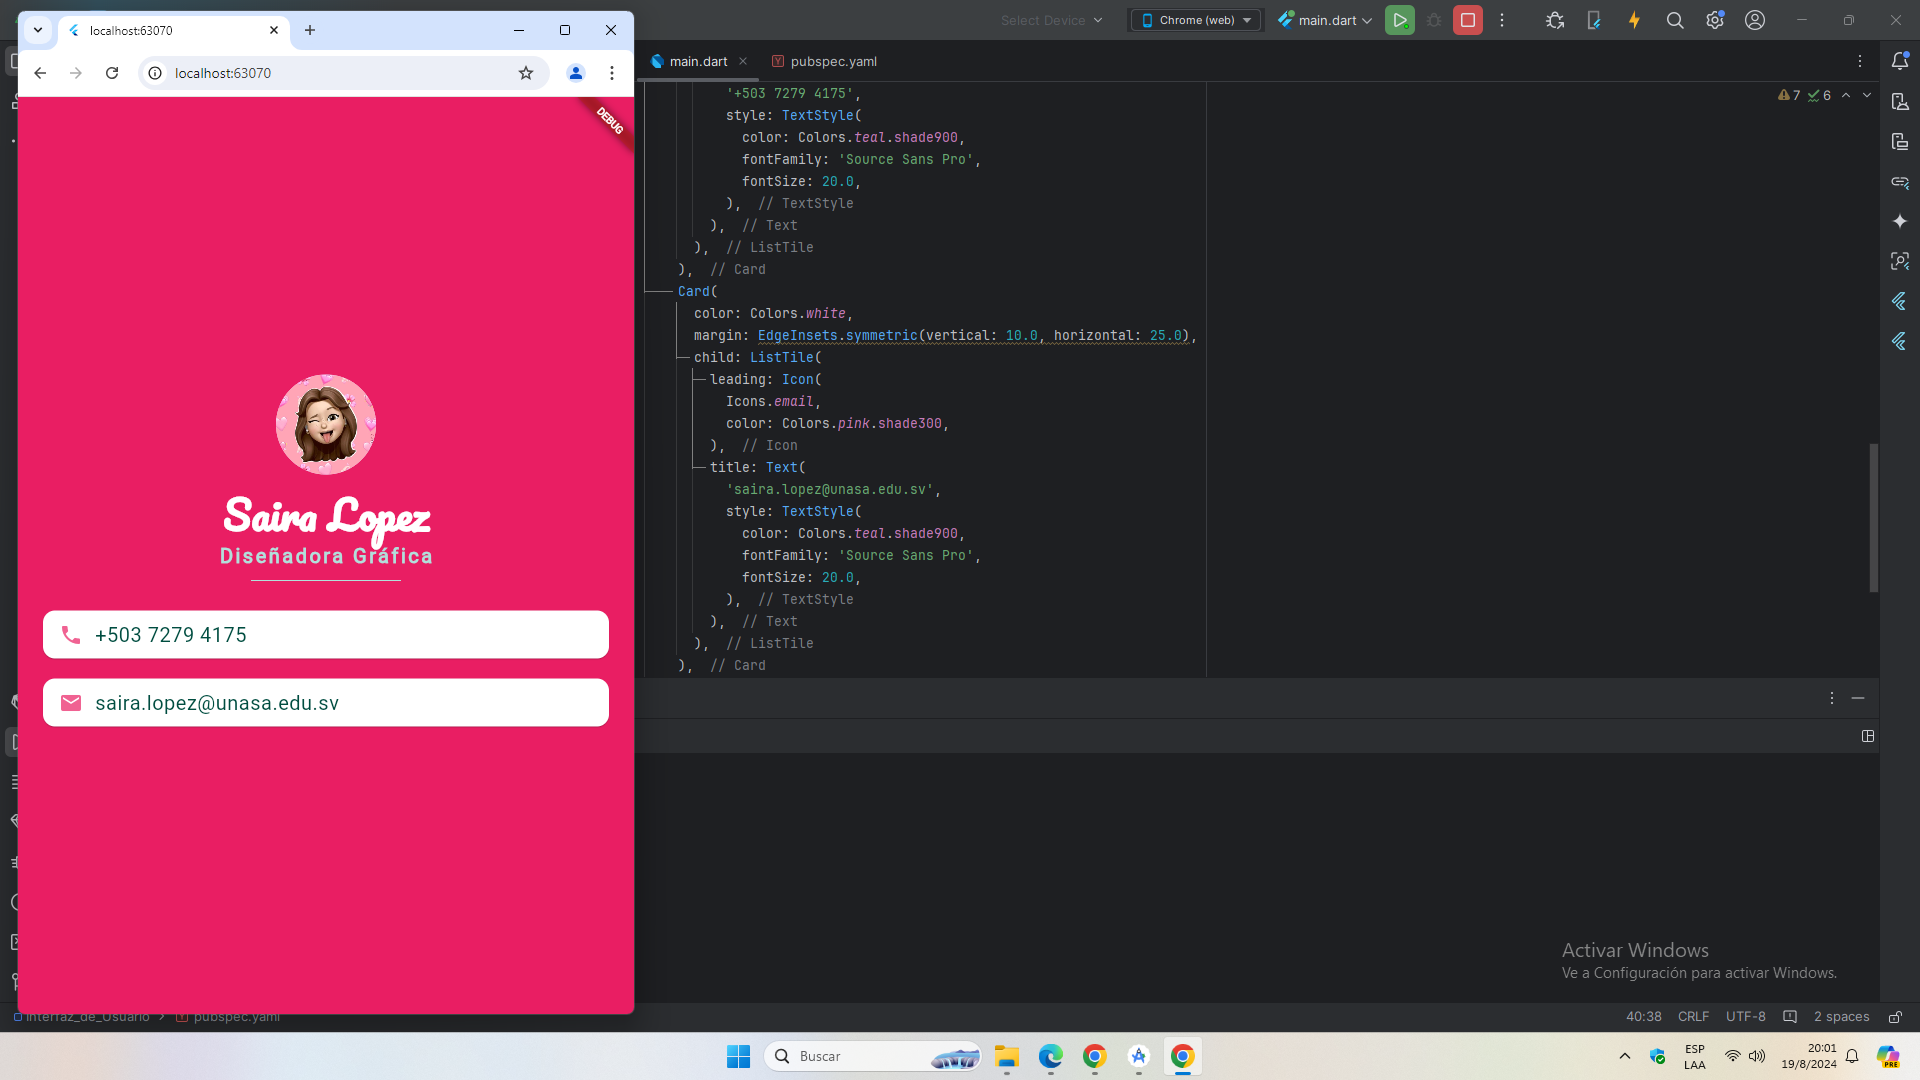 localhost:63070
localhost:63070
DEBUG
Saira Lopez
Diseñadora Gráfica
+503 7279 4175
saira.lopez@unasa.edu.sv
Select Device
Chrome (web)
main.dart
main.dart
pubspec.yaml
7
6
'+503 7279 4175',
style: TextStyle(
color: Colors.teal.shade900,
fontFamily: 'Source Sans Pro',
fontSize: 20.0,
), // TextStyle
), // Text
), // ListTile
), // Card
Card(
color: Colors.white,
margin: EdgeInsets.symmetric(vertical: 10.0, horizontal: 25.0),
child: ListTile(
leading: Icon(
Icons.email,
color: Colors.pink.shade300,
), // Icon
title: Text(
'saira.lopez@unasa.edu.sv',
style: TextStyle(
color: Colors.teal.shade900,
fontFamily: 'Source Sans Pro',
fontSize: 20.0,
), // TextStyle
), // Text
), // ListTile
), // Card
Activar Windows
Ve a Configuración para activar Windows.
Interfaz_de_Usuario > pubspec.yaml
40:38 CRLF UTF-8 2 spaces
Buscar
ESP
LAA
20:01
19/8/2024
PRE